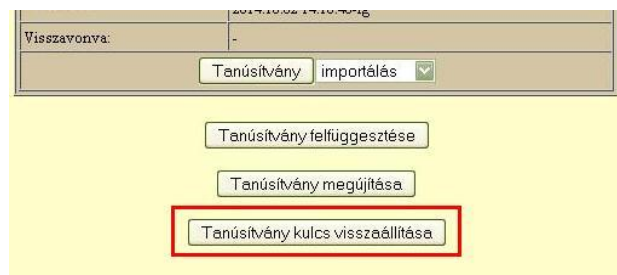 Visszavonva: -
Tanúsítvány importálás
Tanúsítvány felfüggesztése
Tanúsítvány megújítása
Tanúsítvány kulcs visszaállítása